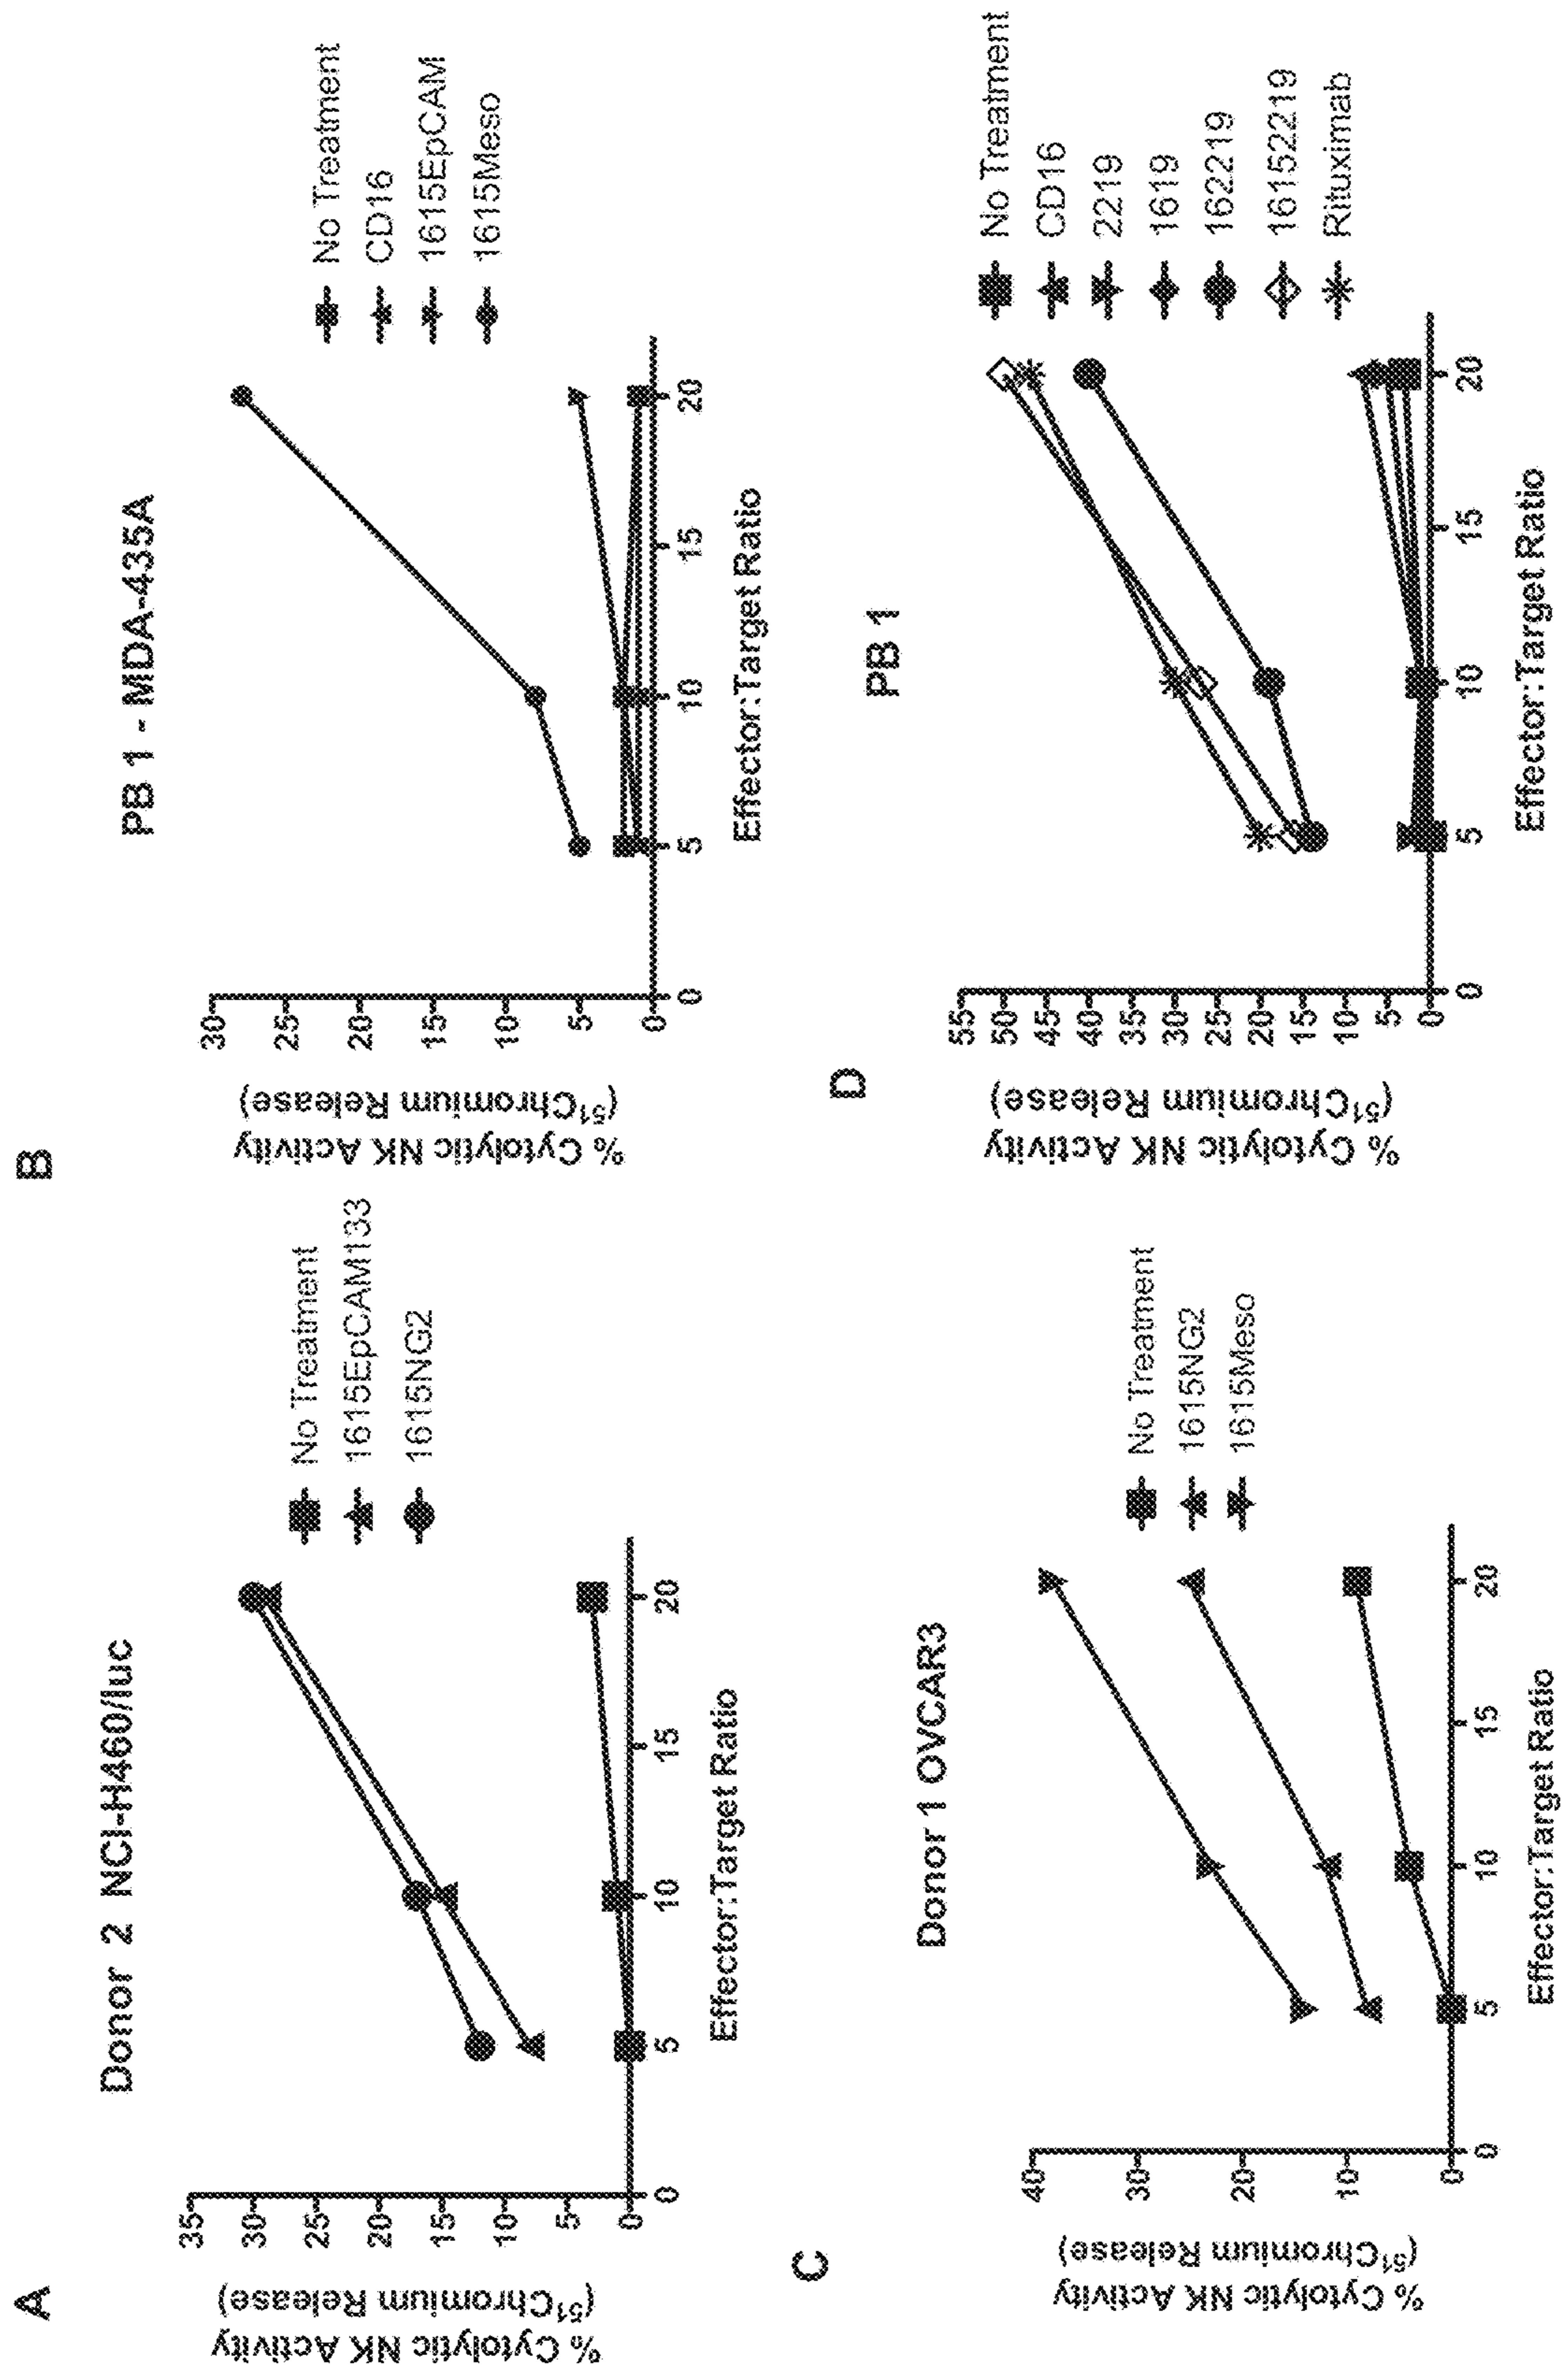 A
Donor 2 NCI-H460/luc
% Cytolytic NK Activity
(⁵¹Chromium Release)
35
30
25
20
15
10
5
0
0
5
10
15
20
Effector:Target Ratio
No Treatment
1615EpCAM133
1615NG2
B
PB 1 - MDA-435A
% Cytolytic NK Activity
(⁵¹Chromium Release)
30
25
20
15
10
5
0
0
5
10
15
20
Effector:Target Ratio
No Treatment
CD16
1615EpCAM
1615Meso
C
Donor 1 OVCAR3
% Cytolytic NK Activity
(⁵¹Chromium Release)
40
30
20
10
0
0
5
10
15
20
Effector:Target Ratio
No Treatment
1615NG2
1615Meso
D
PB 1
% Cytolytic NK Activity
(⁵¹Chromium Release)
55
50
45
40
35
30
25
20
15
10
5
0
0
5
10
15
20
Effector:Target Ratio
No Treatment
CD16
2219
1619
162219
16152219
Rituximab